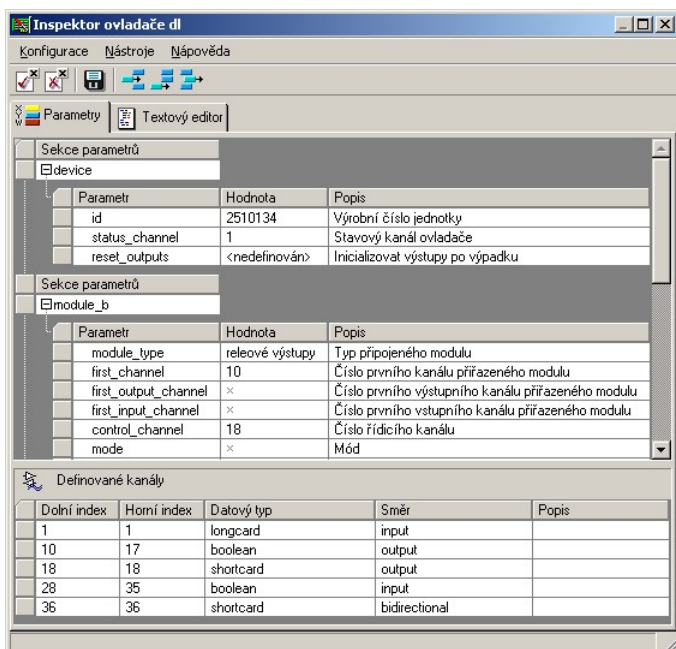 Inspektor ovladače dl
Konfigurace Nástroje Nápověda
Parametry Textový editor
Sekce parametrů
device
Parametr Hodnota Popis
id 2510134 Výrobní číslo jednotky
status_channel 1 Stavový kanál ovladače
reset_outputs <nedefinován> Inicializovat výstupy po výpadku
Sekce parametrů
module_b
Parametr Hodnota Popis
module_type releové výstupy Typ připojeného modulu
first_channel 10 Číslo prvního kanálu přiřazeného modulu
first_output_channel × Číslo prvního výstupního kanálu přiřazeného modulu
first_input_channel × Číslo prvního vstupního kanálu přiřazeného modulu
control_channel 18 Číslo řídicího kanálu
mode × Mód
Definované kanály
Dolní index Horní index Datový typ Směr Popis
1 1 longcard input
10 17 boolean output
18 18 shortcard output
28 35 boolean input
36 36 shortcard bidirectional